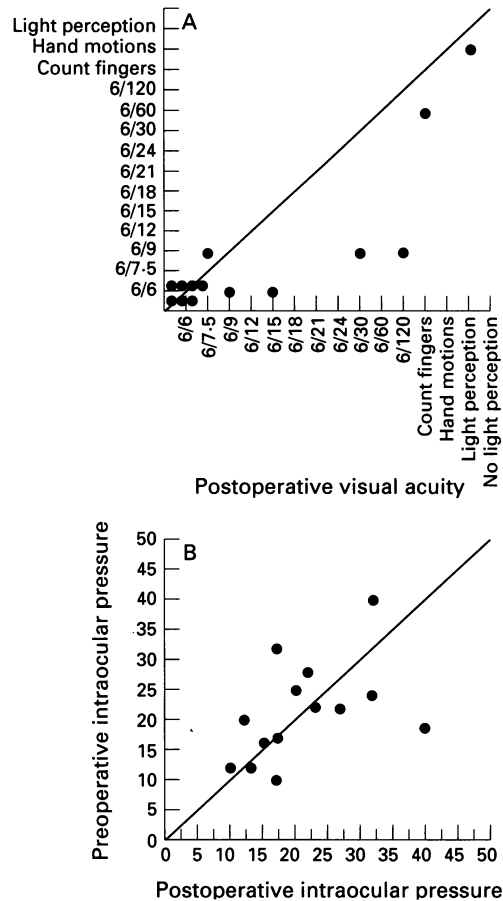 A
Light perception
Hand motions
Count fingers
6/120
6/60
6/30
6/24
6/21
6/18
6/15
6/12
6/9
6/7·5
6/6
6/6
6/7·5
6/9
6/12
6/15
6/18
6/21
6/24
6/30
6/60
6/120
Count fingers
Hand motions
Light perception
No light perception
Postoperative visual acuity
B
Preoperative intraocular pressure
50
45
40
35
30
25
20
15
10
5
0
0 5 10 15 20 25 30 35 40 45 50
Postoperative intraocular pressure